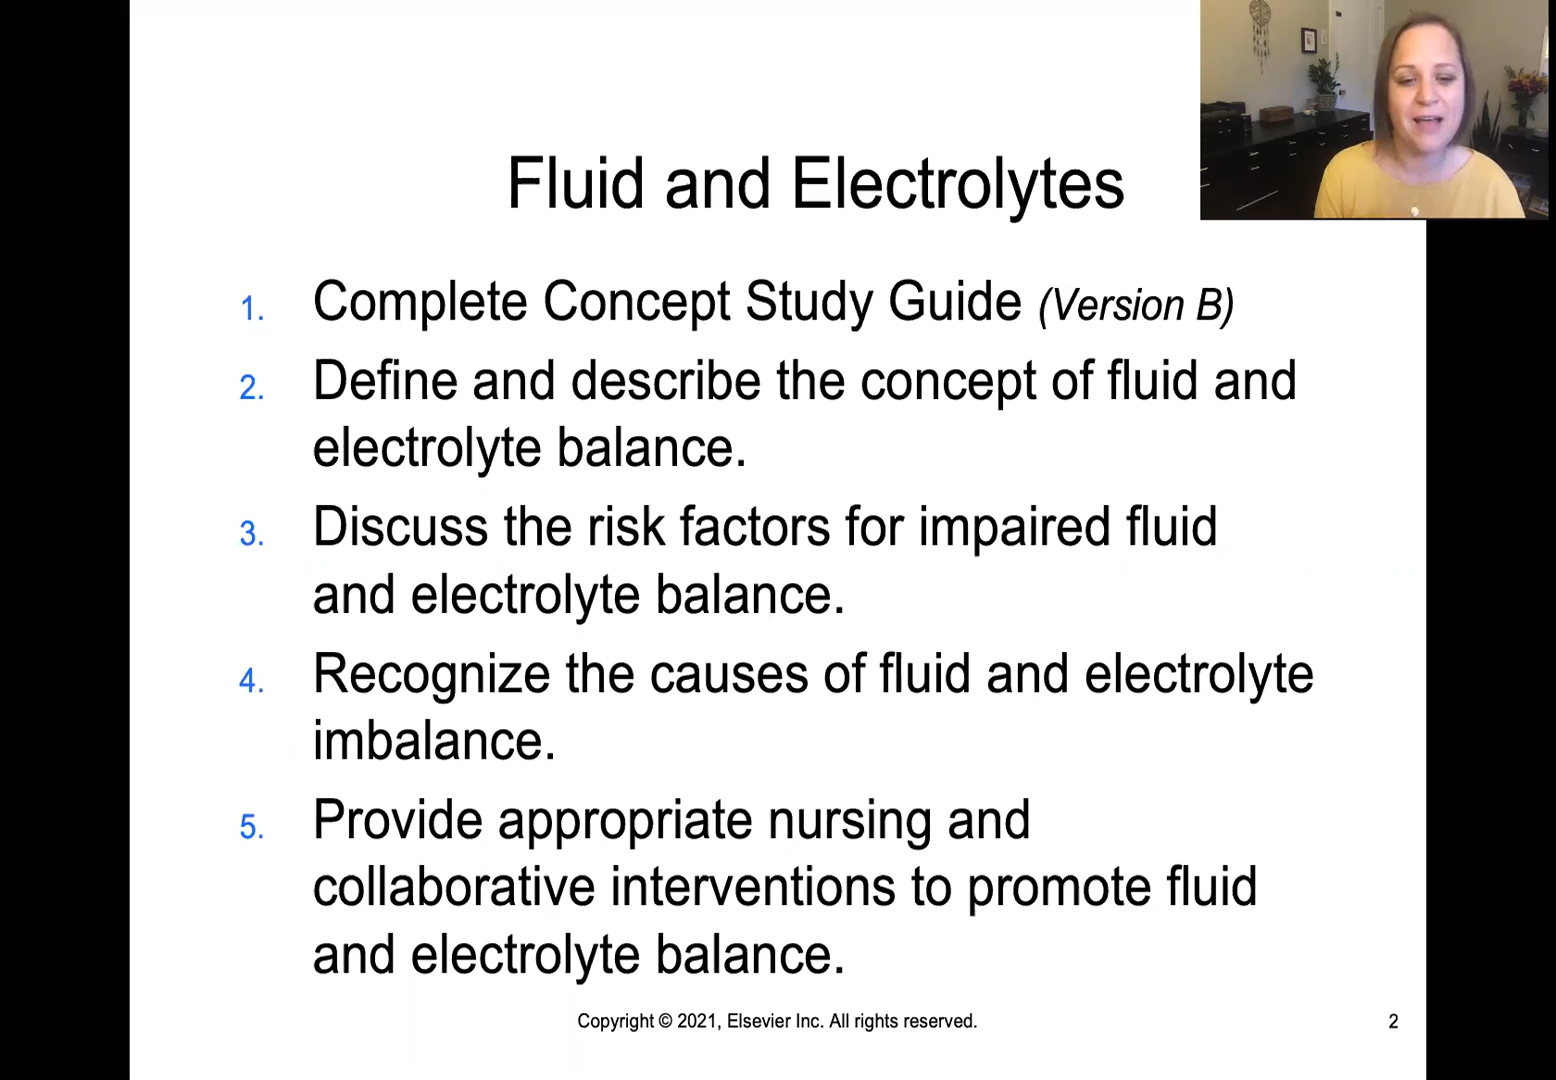 Fluid and Electrolytes
1. Complete Concept Study Guide (Version B)
2. Define and describe the concept of fluid and
electrolyte balance.
3. Discuss the risk factors for impaired fluid
and electrolyte balance.
4. Recognize the causes of fluid and electrolyte
imbalance.
5. Provide appropriate nursing and
collaborative interventions to promote fluid
and electrolyte balance.
Copyright © 2021, Elsevier Inc. All rights reserved.
2